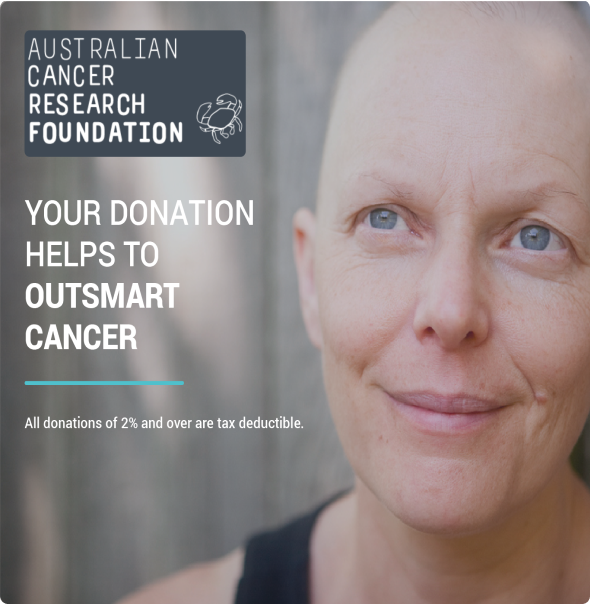 AUSTRALIAN
CANCER
RESEARCH
FOUNDATION
YOUR DONATION
HELPS TO
OUTSMART
CANCER
All donations of 2% and over are tax deductible.